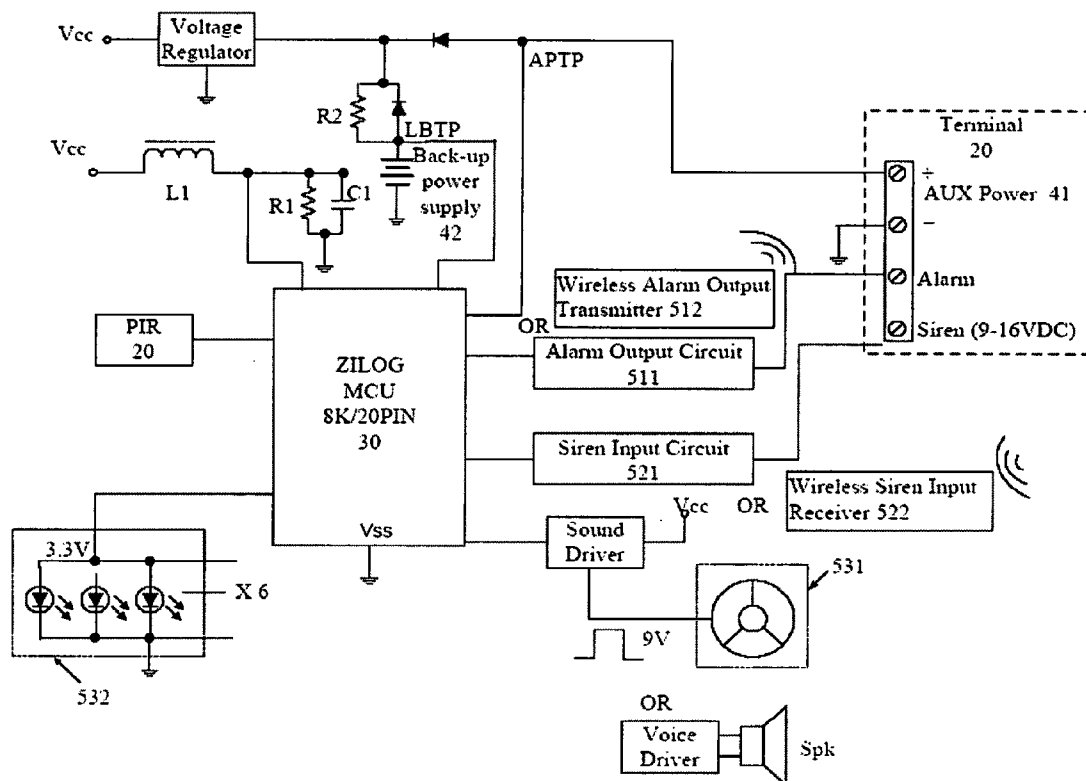 Vcc
Voltage
Regulator
APTP
R2
LBTP
Vcc
L1
R1
C1
Back-up
power
supply
42
Terminal
20
+
AUX Power 41
−
Alarm
Siren (9-16VDC)
Wireless Alarm Output
Transmitter 512
OR
Alarm Output Circuit
511
PIR
20
ZILOG
MCU
8K/20PIN
30
Vss
Siren Input Circuit
521
Vcc
OR
Wireless Siren Input
Receiver 522
Sound
Driver
531
9V
3.3V
X 6
532
OR
Voice
Driver
Spk